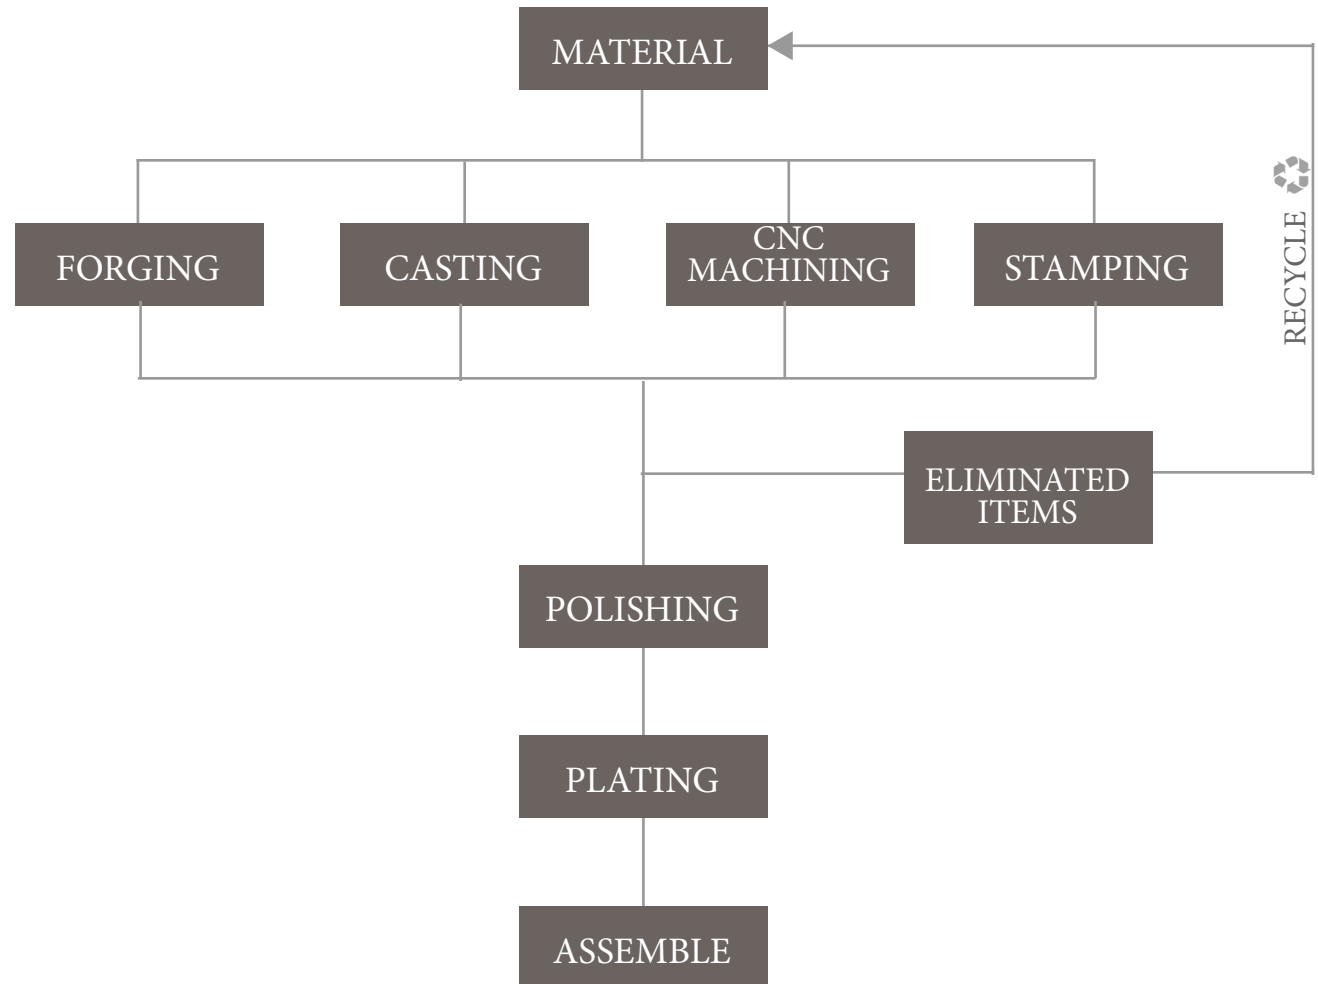 MATERIAL
FORGING
CASTING
CNC
MACHINING
STAMPING
RECYCLE
ELIMINATED
ITEMS
POLISHING
PLATING
ASSEMBLE